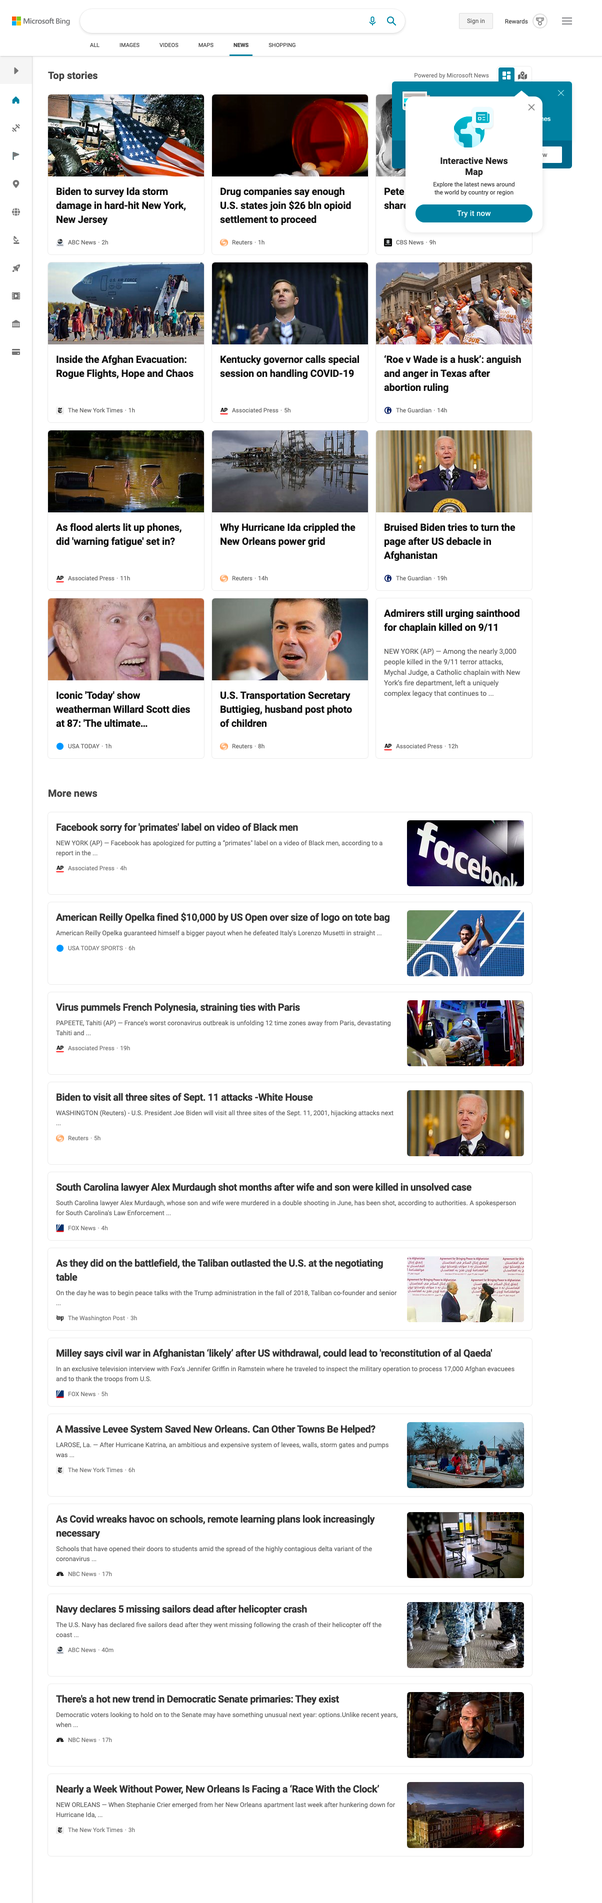 Microsoft Bing
Sign in
Rewards
ALL
IMAGES
VIDEOS
MAPS
NEWS
SHOPPING
Top stories
Powered by Microsoft News
Interactive News
Map
Explore the latest news around
the world by country or region
Try it now
Biden to survey Ida storm
damage in hard-hit New York,
New Jersey
ABC News · 2h
Drug companies say enough
U.S. states join $26 bln opioid
settlement to proceed
Reuters · 1h
Pete
share
CBS News · 9h
Inside the Afghan Evacuation:
Rogue Flights, Hope and Chaos
The New York Times · 1h
Kentucky governor calls special
session on handling COVID-19
AP Associated Press · 5h
‘Roe v Wade is a husk’: anguish
and anger in Texas after
abortion ruling
The Guardian · 14h
As flood alerts lit up phones,
did 'warning fatigue' set in?
AP Associated Press · 11h
Why Hurricane Ida crippled the
New Orleans power grid
Reuters · 14h
Bruised Biden tries to turn the
page after US debacle in
Afghanistan
The Guardian · 19h
Iconic 'Today' show
weatherman Willard Scott dies
at 87: 'The ultimate...
USA TODAY · 1h
U.S. Transportation Secretary
Buttigieg, husband post photo
of children
Reuters · 8h
Admirers still urging sainthood
for chaplain killed on 9/11
NEW YORK (AP) — Among the nearly 3,000
people killed in the 9/11 terror attacks,
Mychal Judge, a Catholic chaplain with New
York's fire department, left a uniquely
complex legacy that continues to ...
AP Associated Press · 12h
More news
Facebook sorry for 'primates' label on video of Black men
NEW YORK (AP) — Facebook has apologized for putting a "primates" label on a video of Black men, according to a
report in the ...
AP Associated Press · 4h
facebook
American Reilly Opelka fined $10,000 by US Open over size of logo on tote bag
American Reilly Opelka guaranteed himself a bigger payout when he defeated Italy's Lorenzo Musetti in straight ...
USA TODAY SPORTS · 6h
Virus pummels French Polynesia, straining ties with Paris
PAPEETE, Tahiti (AP) — France's worst coronavirus outbreak is unfolding 12 time zones away from Paris, devastating
Tahiti and ...
AP Associated Press · 19h
Biden to visit all three sites of Sept. 11 attacks -White House
WASHINGTON (Reuters) - U.S. President Joe Biden will visit all three sites of the Sept. 11, 2001, hijacking attacks next
...
Reuters · 5h
South Carolina lawyer Alex Murdaugh shot months after wife and son were killed in unsolved case
South Carolina lawyer Alex Murdaugh, whose son and wife were murdered in a double shooting in June, has been shot, according to authorities. A spokesperson
for South Carolina's Law Enforcement ...
FOX News · 4h
As they did on the battlefield, the Taliban outlasted the U.S. at the negotiating
table
On the day he was to begin peace talks with the Trump administration in the fall of 2018, Taliban co-founder and senior
...
wp The Washington Post · 3h
Milley says civil war in Afghanistan ‘likely’ after US withdrawal, could lead to 'reconstitution of al Qaeda'
In an exclusive television interview with Fox's Jennifer Griffin in Ramstein where he traveled to inspect the military operation to process 17,000 Afghan evacuees
and to thank the troops from U.S.
FOX News · 5h
A Massive Levee System Saved New Orleans. Can Other Towns Be Helped?
LAROSE, La. — After Hurricane Katrina, an ambitious and expensive system of levees, walls, storm gates and pumps
was ...
The New York Times · 6h
As Covid wreaks havoc on schools, remote learning plans look increasingly
necessary
Schools that have opened their doors to students amid the spread of the highly contagious delta variant of the
coronavirus ...
NBC News · 17h
Navy declares 5 missing sailors dead after helicopter crash
The U.S. Navy has declared five sailors dead after they went missing following the crash of their helicopter off the
coast ...
ABC News · 40m
There's a hot new trend in Democratic Senate primaries: They exist
Democratic voters looking to hold on to the Senate may have something unusual next year: options.Unlike recent years,
when ...
NBC News · 17h
Nearly a Week Without Power, New Orleans Is Facing a ‘Race With the Clock’
NEW ORLEANS — When Stephanie Crier emerged from her New Orleans apartment last week after hunkering down for
Hurricane Ida, ...
The New York Times · 3h